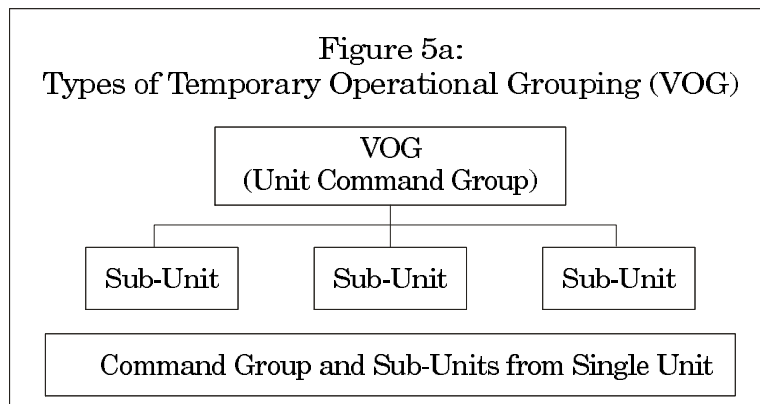 Figure 5a:
Types of Temporary Operational Grouping (VOG)
VOG
(Unit Command Group)
Sub-Unit Sub-Unit Sub-Unit
Command Group and Sub-Units from Single Unit